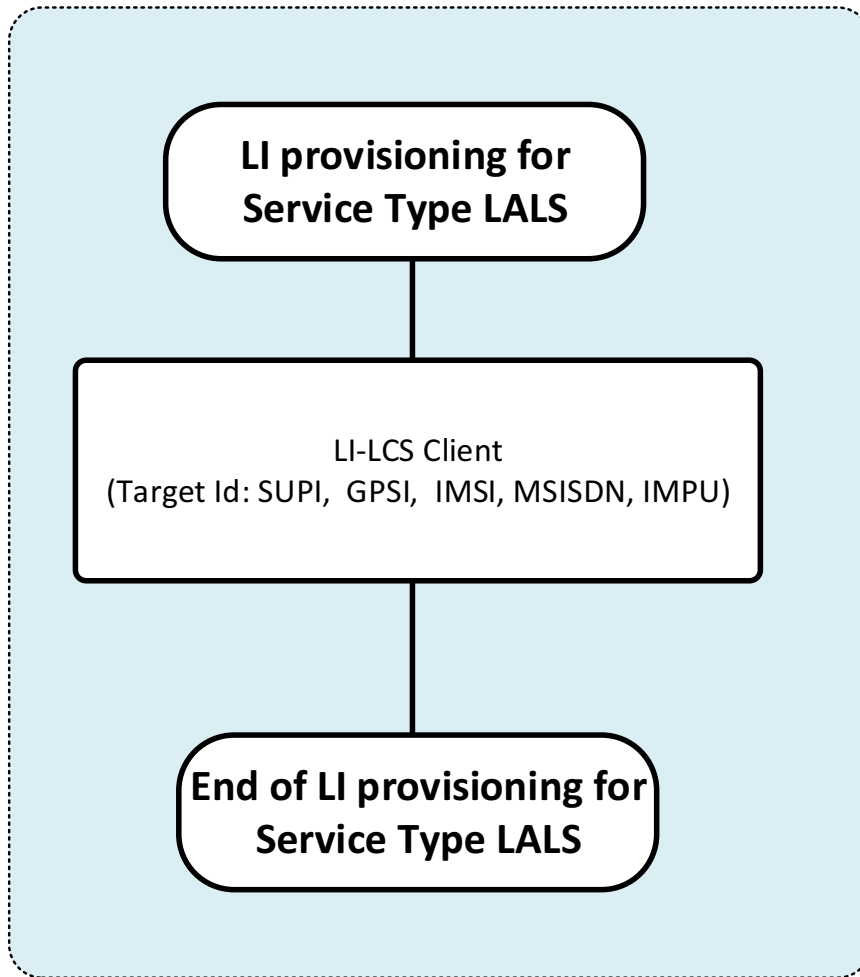 LI provisioning for
Service Type LALS
LI-LCS Client
(Target Id: SUPI, GPSI, IMSI, MSISDN, IMPU)
End of LI provisioning for
Service Type LALS